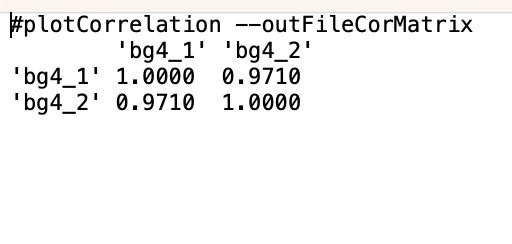 #plotCorrelation --outFileCorMatrix
'bg4_1' 'bg4_2'
'bg4_1' 1.0000 0.9710
'bg4_2' 0.9710 1.0000